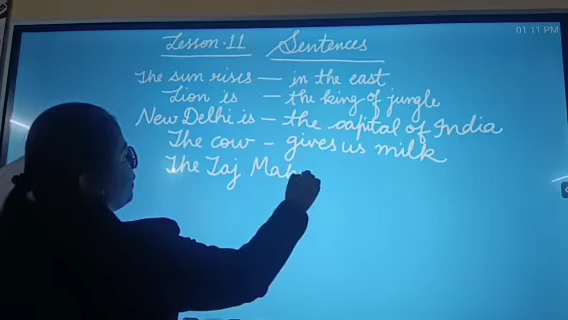 01:11 PM
Lesson-11 Sentences
The sun rises — in the east
Lion is — the king of jungle
New Delhi is — the capital of India
The cow — gives us milk
The Taj Mah